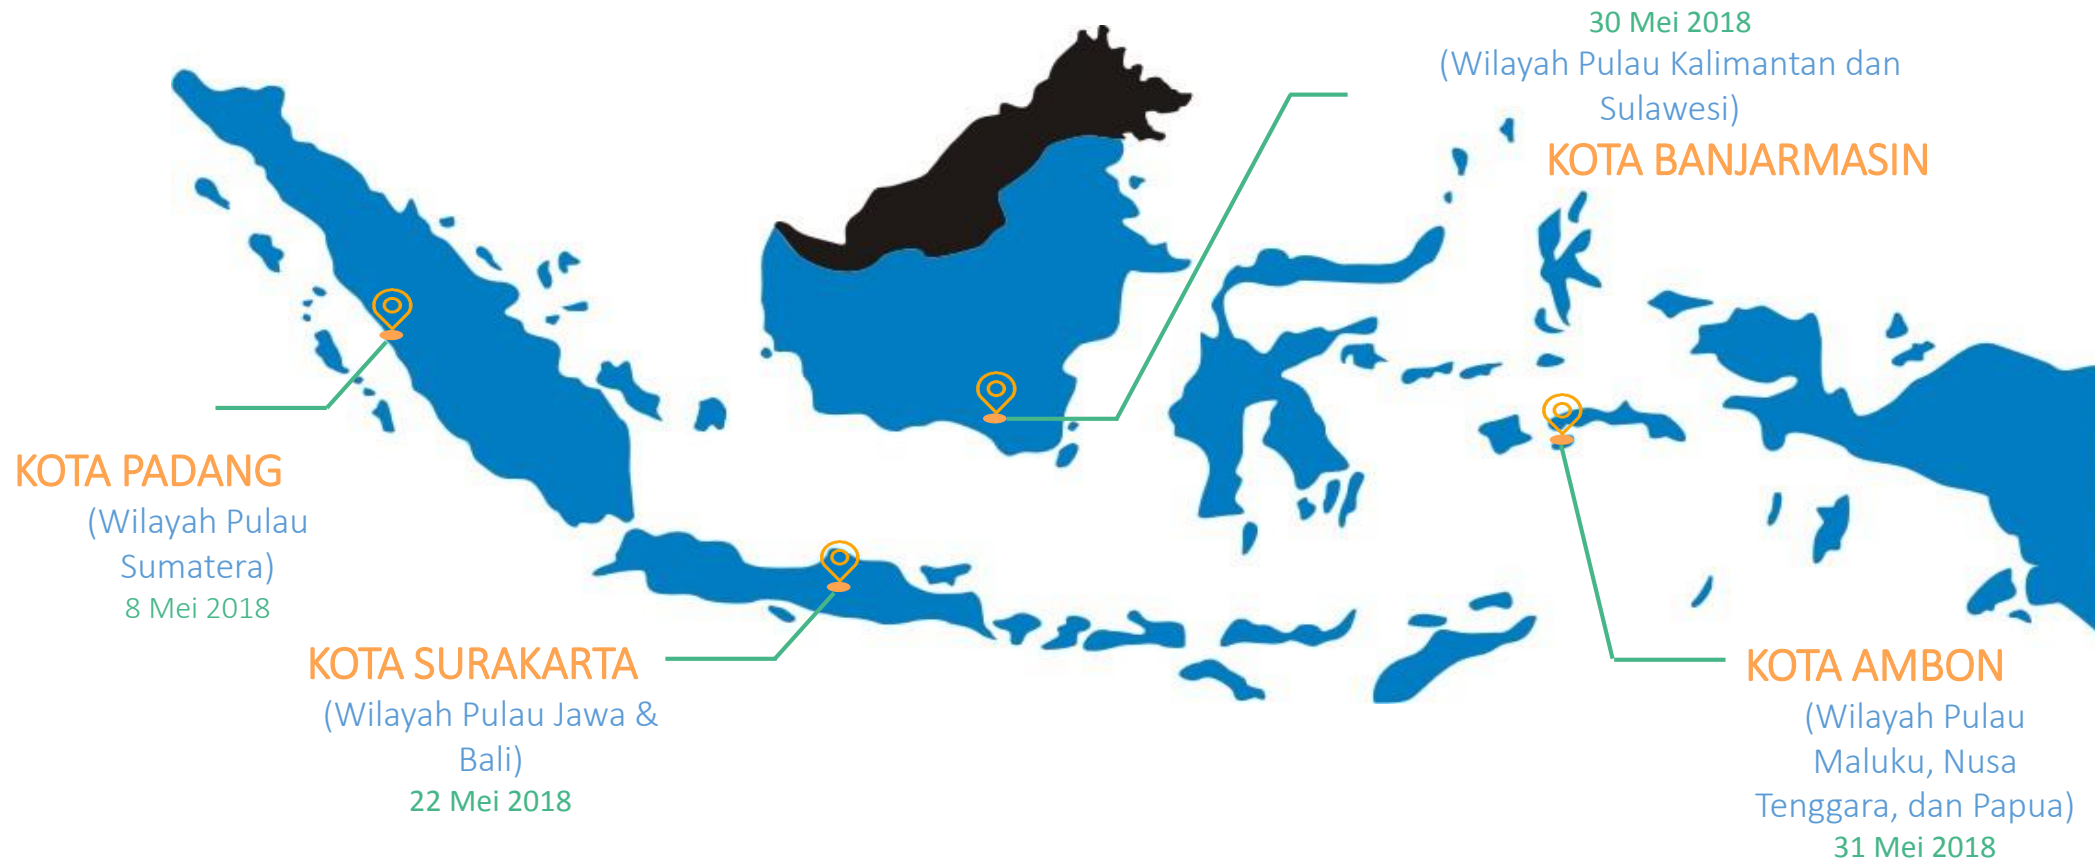 30 Mei 2018
(Wilayah Pulau Kalimantan dan
Sulawesi)
KOTA BANJARMASIN
KOTA PADANG
(Wilayah Pulau
Sumatera)
8 Mei 2018
KOTA SURAKARTA
(Wilayah Pulau Jawa &
Bali)
22 Mei 2018
KOTA AMBON
(Wilayah Pulau
Maluku, Nusa
Tenggara, dan Papua)
31 Mei 2018